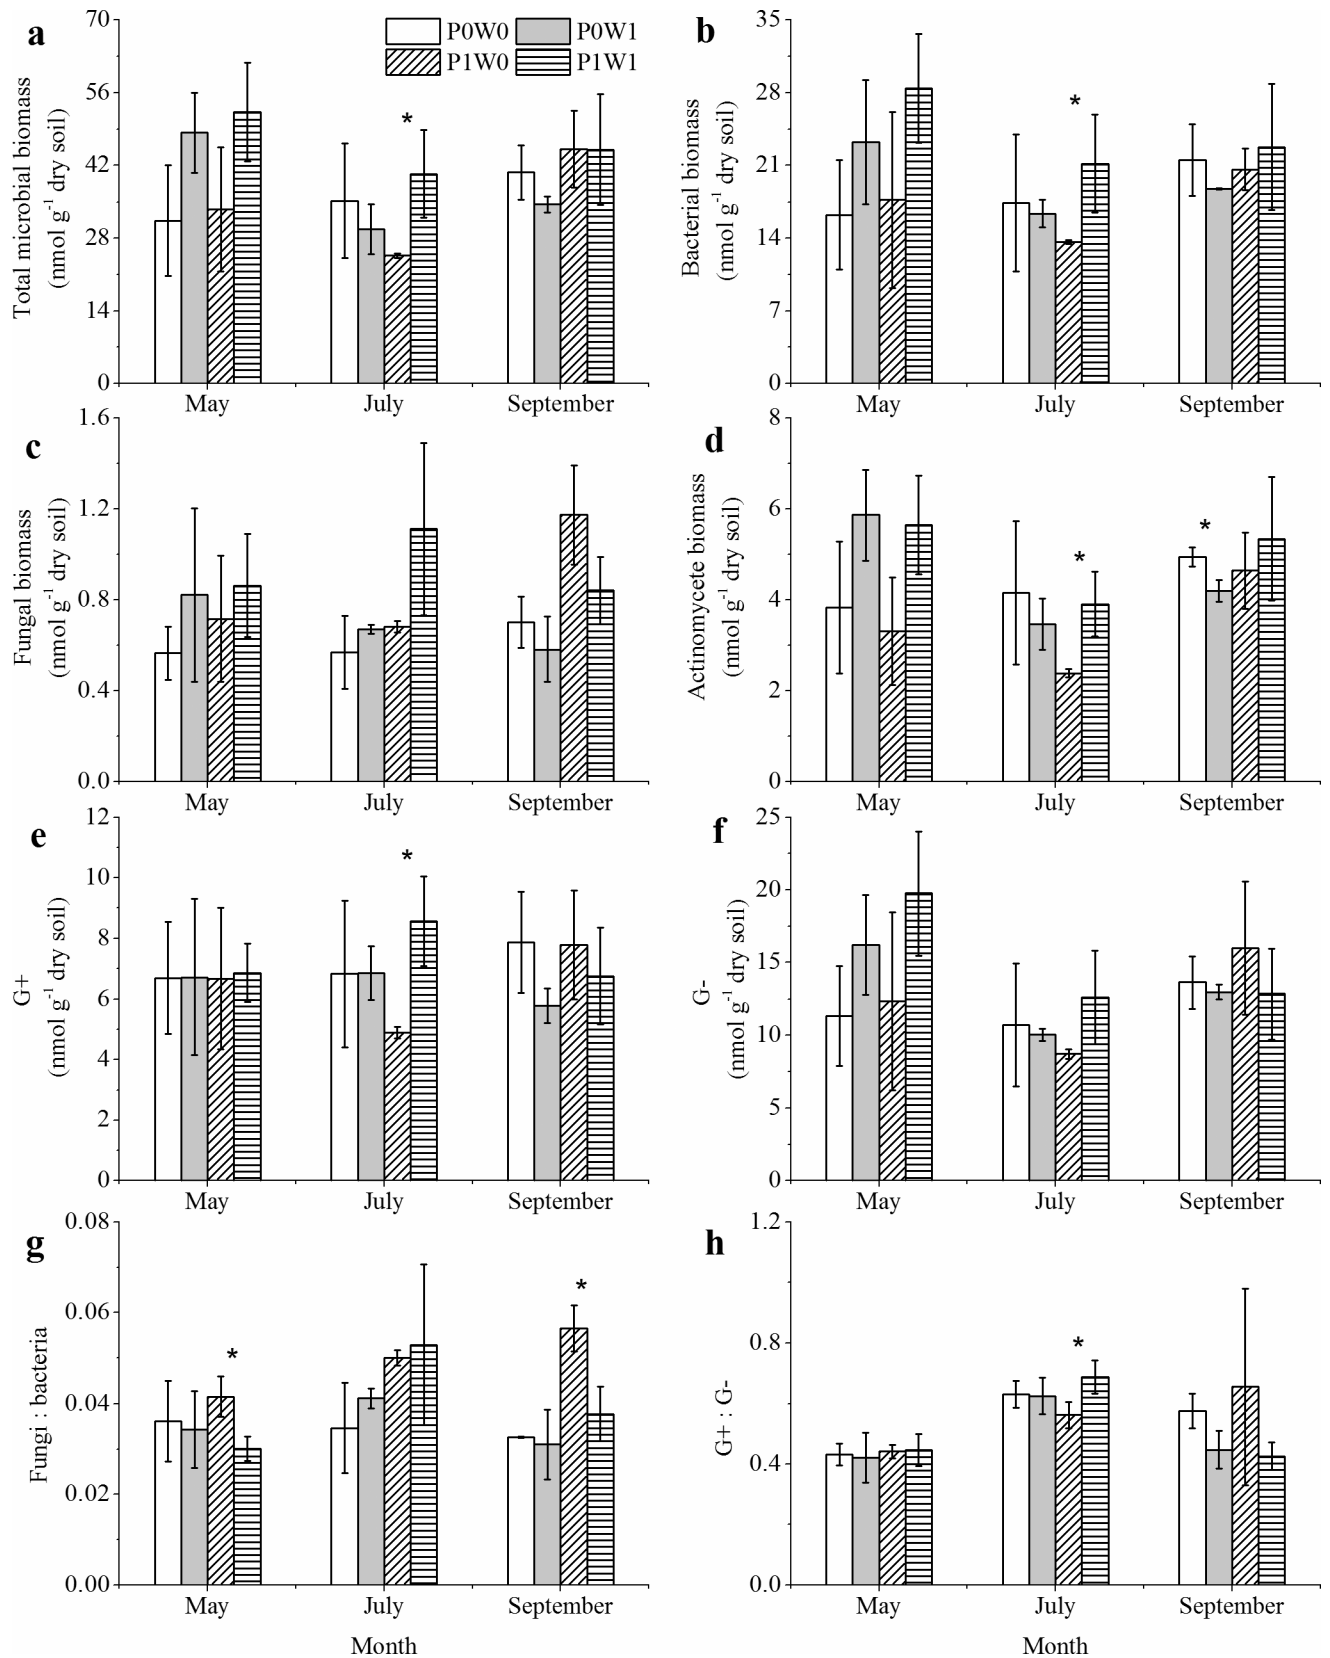 a
P0W0
P0W1
P1W0
P1W1
Total microbial biomass
(nmol g⁻¹ dry soil)
70
56
42
28
14
0
May
July
September
*
b
Bacterial biomass
(nmol g⁻¹ dry soil)
35
28
21
14
7
0
May
July
September
*
c
Fungal biomass
(nmol g⁻¹ dry soil)
1.6
1.2
0.8
0.4
0.0
May
July
September
d
Actinomycete biomass
(nmol g⁻¹ dry soil)
8
6
4
2
0
May
July
September
*
*
e
G+
(nmol g⁻¹ dry soil)
12
10
8
6
4
2
0
May
July
September
*
f
G-
(nmol g⁻¹ dry soil)
25
20
15
10
5
0
May
July
September
g
Fungi : bacteria
0.08
0.06
0.04
0.02
0.00
May
July
September
*
*
Month
h
G+ : G-
1.2
0.8
0.4
0.0
May
July
September
*
Month